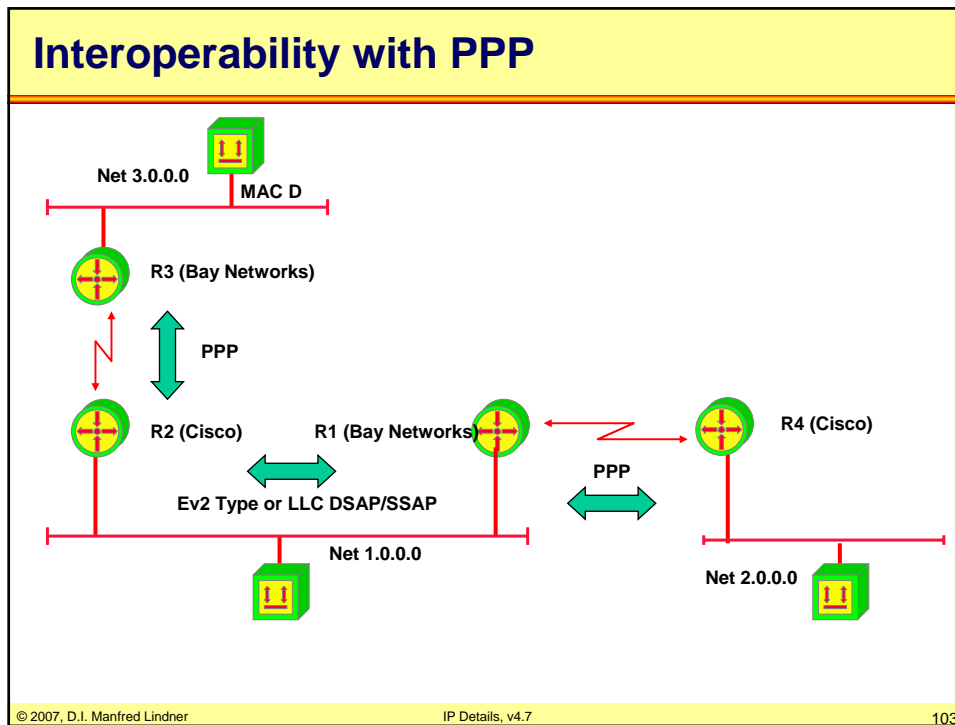 Interoperability with PPP
Net 3.0.0.0
MAC D
R3 (Bay Networks)
PPP
R2 (Cisco)
R1 (Bay Networks)
R4 (Cisco)
PPP
Ev2 Type or LLC DSAP/SSAP
Net 1.0.0.0
Net 2.0.0.0
© 2007, D.I. Manfred Lindner
IP Details, v4.7
103